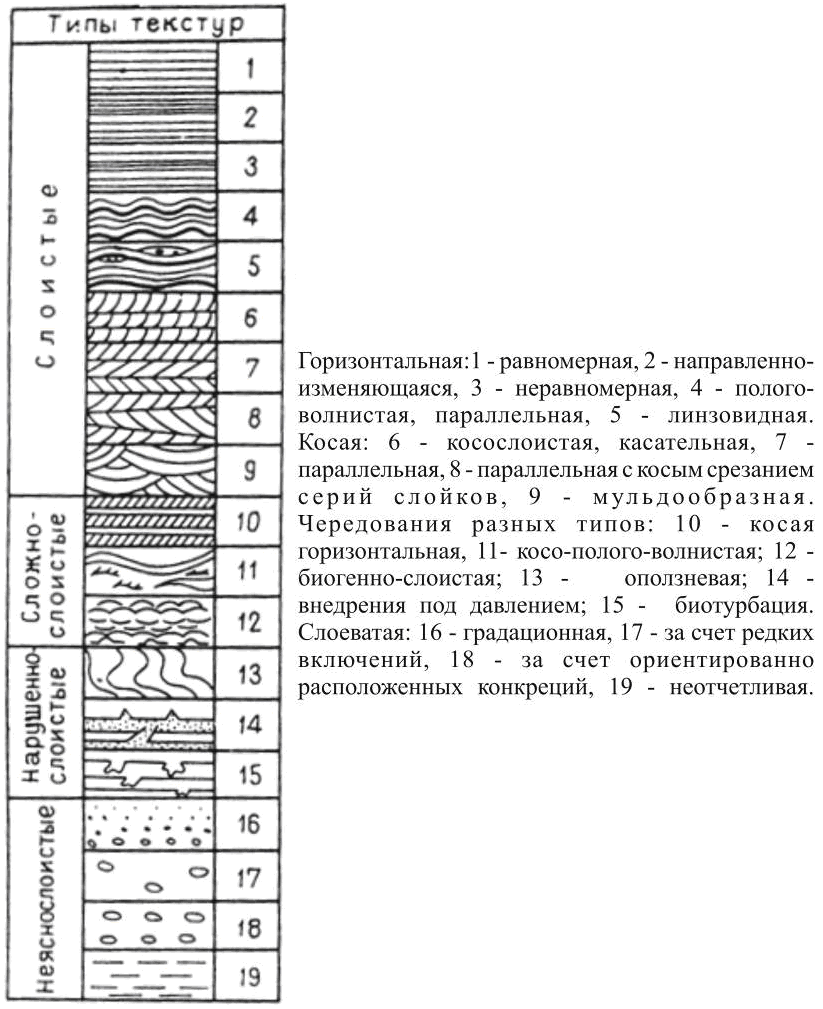 Типы текстур
Слоистые
1
2
3
4
5
6
7
8
9
Сложно-
слоистые
10
11
12
Нарушенно-
слоистые
13
14
15
Неяснослоистые
16
17
18
19
Горизонтальная:1 - равномерная, 2 - направленно-
изменяющаяся, 3 - неравномерная, 4 - полого-
волнистая, параллельная, 5 - линзовидная.
Косая: 6 - косослоистая, касательная, 7 -
параллельная, 8 - параллельная с косым срезанием
серий слойков, 9 - мульдообразная.
Чередования разных типов: 10 - косая
горизонтальная, 11- косо-полого-волнистая; 12 -
биогенно-слоистая; 13 - оползневая; 14 -
внедрения под давлением; 15 - биотурбация.
Слоеватая: 16 - градационная, 17 - за счет редких
включений, 18 - за счет ориентированно
расположенных конкреций, 19 - неотчетливая.